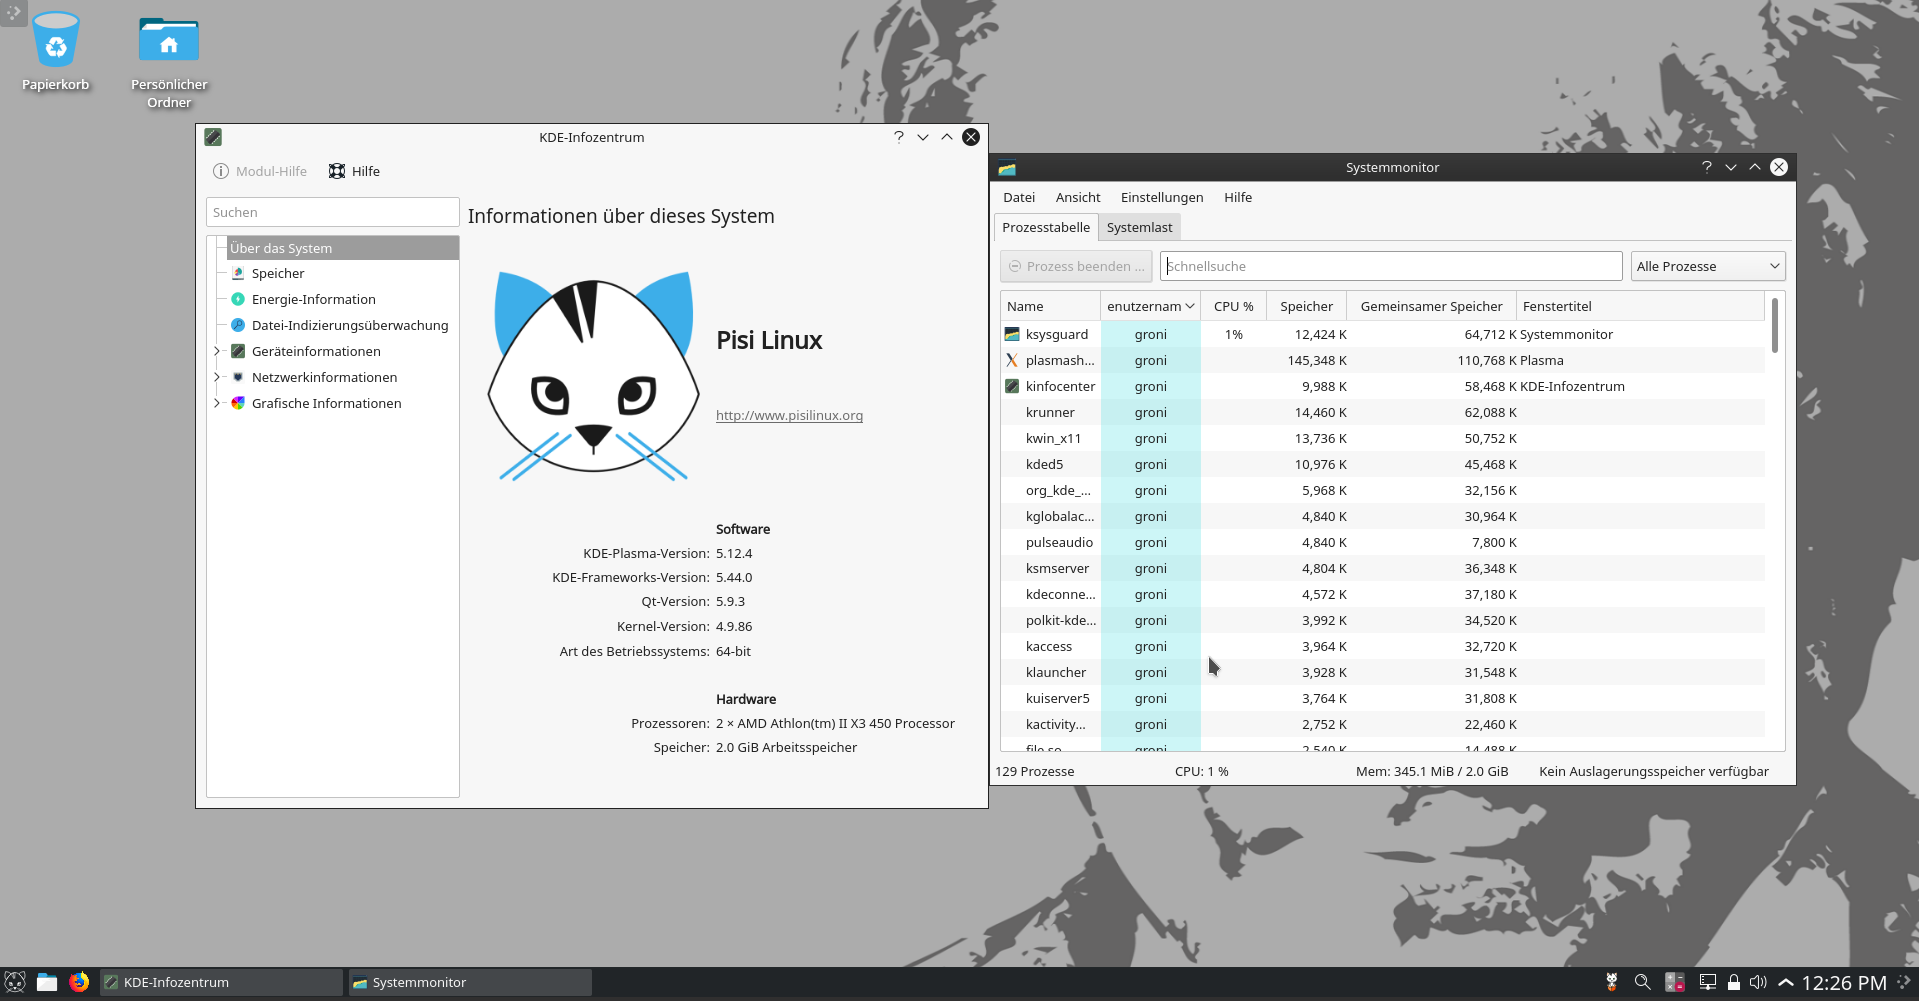 Papierkorb
Persönlicher
Ordner
KDE-Infozentrum
Modul-Hilfe Hilfe
Suchen
Über das System
Speicher
Energie-Information
Datei-Indizierungsüberwachung
Geräteinformationen
Netzwerkinformationen
Grafische Informationen
Informationen über dieses System
Pisi Linux
http://www.pisilinux.org
Software
KDE-Plasma-Version: 5.12.4
KDE-Frameworks-Version: 5.44.0
Qt-Version: 5.9.3
Kernel-Version: 4.9.86
Art des Betriebssystems: 64-bit
Hardware
Prozessoren: 2 × AMD Athlon(tm) II X3 450 Processor
Speicher: 2.0 GiB Arbeitsspeicher
Systemmonitor
Datei Ansicht Einstellungen Hilfe
Prozesstabelle Systemlast
Prozess beenden ... Schnellsuche Alle Prozesse
Name enutzernam CPU % Speicher Gemeinsamer Speicher Fenstertitel
ksysguard groni 1% 12,424 K 64,712 K Systemmonitor
plasmash... groni 145,348 K 110,768 K Plasma
kinfocenter groni 9,988 K 58,468 K KDE-Infozentrum
krunner groni 14,460 K 62,088 K
kwin_x11 groni 13,736 K 50,752 K
kded5 groni 10,976 K 45,468 K
org_kde_... groni 5,968 K 32,156 K
kglobalac... groni 4,840 K 30,964 K
pulseaudio groni 4,840 K 7,800 K
ksmserver groni 4,804 K 36,348 K
kdeconne... groni 4,572 K 37,180 K
polkit-kde... groni 3,992 K 34,520 K
kaccess groni 3,964 K 32,720 K
klauncher groni 3,928 K 31,548 K
kuiserver5 groni 3,764 K 31,808 K
kactivity... groni 2,752 K 22,460 K
file.so groni 2,540 K 14,488 K
129 Prozesse CPU: 1 % Mem: 345.1 MiB / 2.0 GiB Kein Auslagerungsspeicher verfügbar
KDE-Infozentrum Systemmonitor 12:26 PM